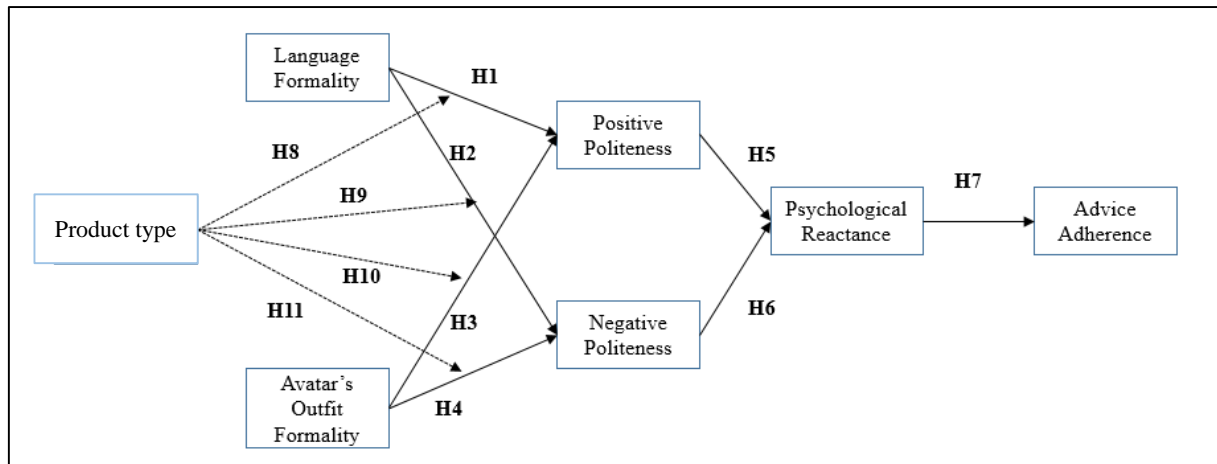 Language
Formality
H1
Positive
Politeness
H8
H2
H5
H9
H7
Product type
Psychological
Reactance
Advice
Adherence
H10
H11
H3
Negative
Politeness
H6
Avatar’s
Outfit
Formality
H4